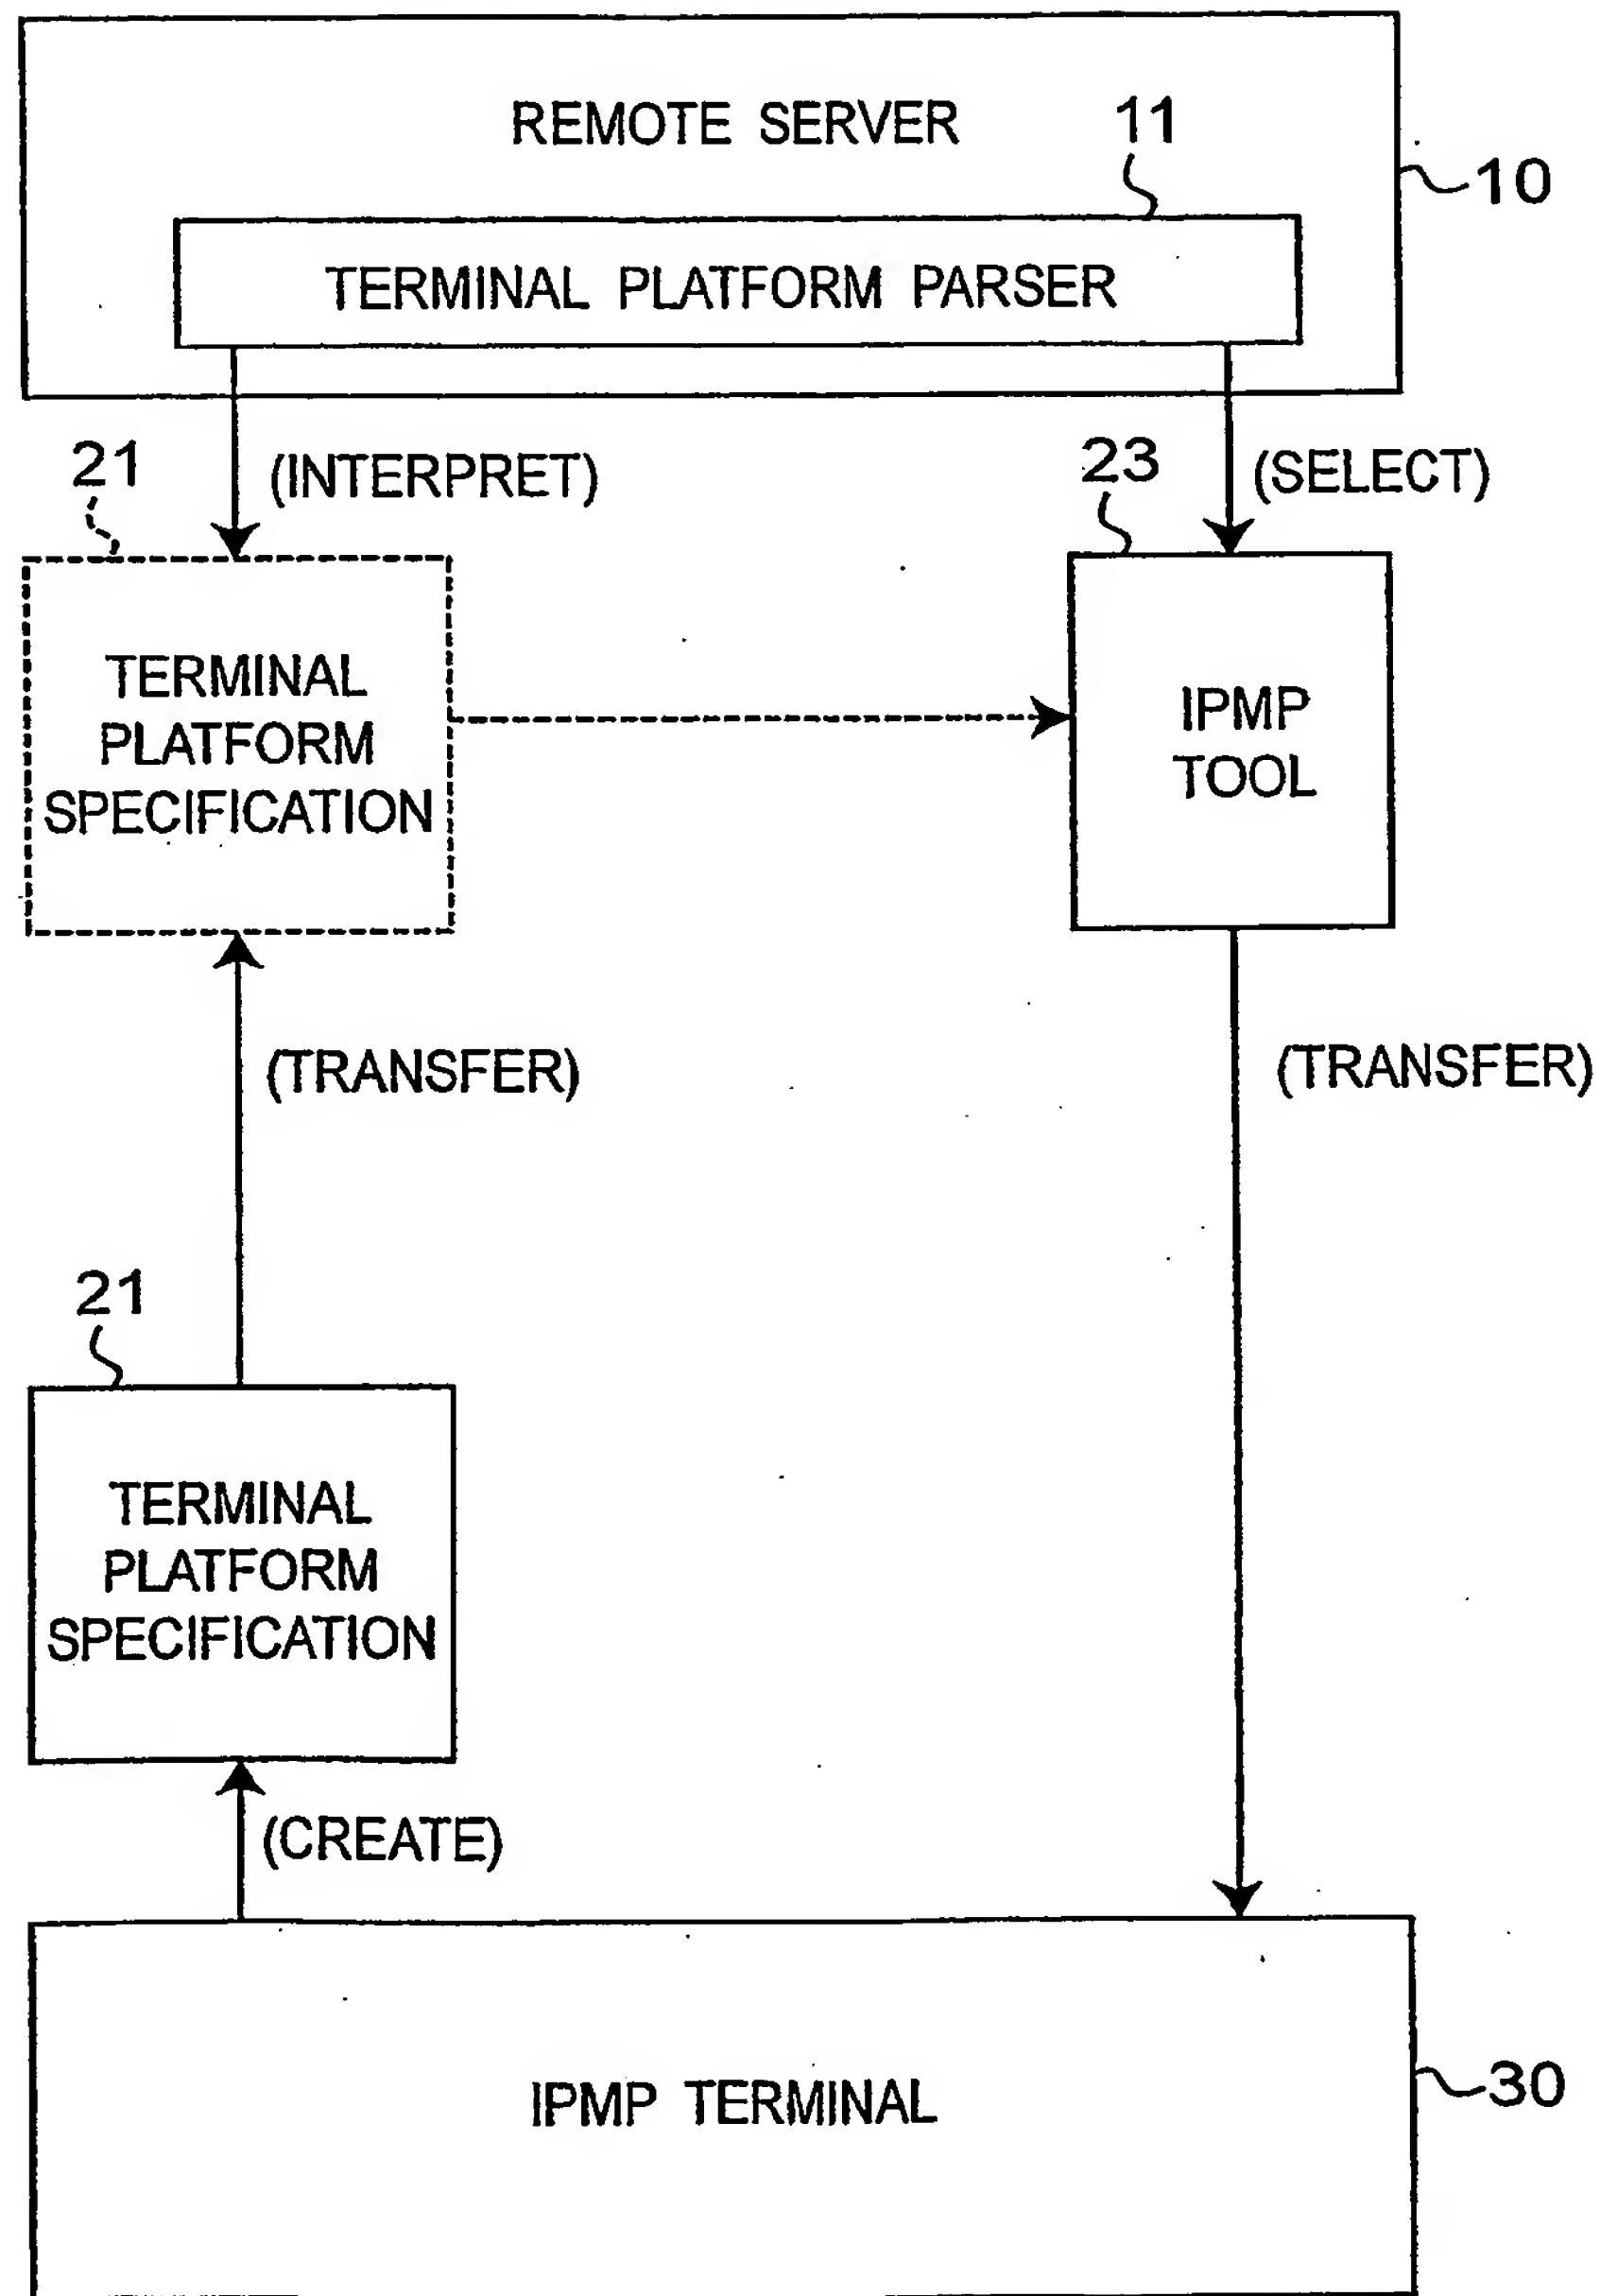 REMOTE SERVER
11
10
TERMINAL PLATFORM PARSER
21
(INTERPRET)
23
(SELECT)
TERMINAL
PLATFORM
SPECIFICATION
IPMP
TOOL
(TRANSFER)
(TRANSFER)
21
TERMINAL
PLATFORM
SPECIFICATION
(CREATE)
IPMP TERMINAL
30